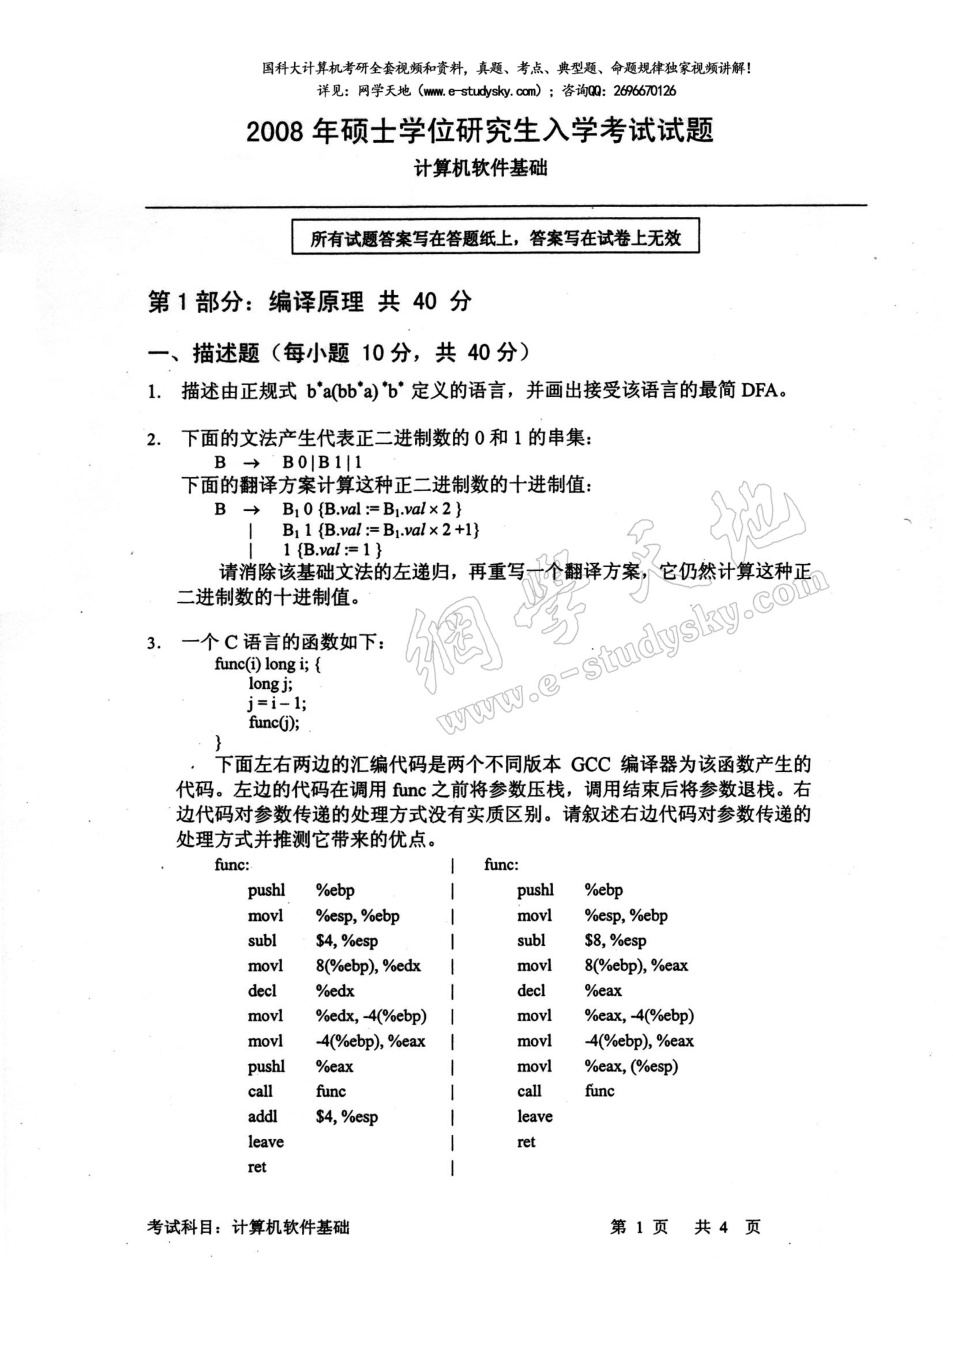 国科大计算机考研全套视频和资料，真题、考点、典型题、命题规律独家视频讲解！
详见：网学天地（www.e-studysky.com）；咨询QQ：2696670126
2008 年硕士学位研究生入学考试试题
计算机软件基础
所有试题答案写在答题纸上，答案写在试卷上无效
第 1 部分：编译原理 共 40 分
一、描述题（每小题 10 分，共 40 分）
1. 描述由正规式 b*a(bb*a)*b* 定义的语言，并画出接受该语言的最简 DFA。
2. 下面的文法产生代表正二进制数的 0 和 1 的串集：
B → B 0 | B 1 | 1
下面的翻译方案计算这种正二进制数的十进制值：
B → B₁ 0 {B.val := B₁.val × 2 }
| B₁ 1 {B.val := B₁.val × 2 +1}
| 1 {B.val := 1 }
请消除该基础文法的左递归，再重写一个翻译方案，它仍然计算这种正
二进制数的十进制值。
3. 一个 C 语言的函数如下：
func(i) long i; {
long j;
j = i – 1;
func(j);
}
下面左右两边的汇编代码是两个不同版本 GCC 编译器为该函数产生的
代码。左边的代码在调用 func 之前将参数压栈，调用结束后将参数退栈。右
边代码对参数传递的处理方式没有实质区别。请叙述右边代码对参数传递的
处理方式并推测它带来的优点。
func: | func:
pushl %ebp | pushl %ebp
movl %esp, %ebp | movl %esp, %ebp
subl $4, %esp | subl $8, %esp
movl 8(%ebp), %edx | movl 8(%ebp), %eax
decl %edx | decl %eax
movl %edx, -4(%ebp) | movl %eax, -4(%ebp)
movl -4(%ebp), %eax | movl -4(%ebp), %eax
pushl %eax | movl %eax, (%esp)
call func | call func
addl $4, %esp | leave
leave | ret
ret |
網學天地
www.e-studysky.com
考试科目：计算机软件基础 第 1 页 共 4 页